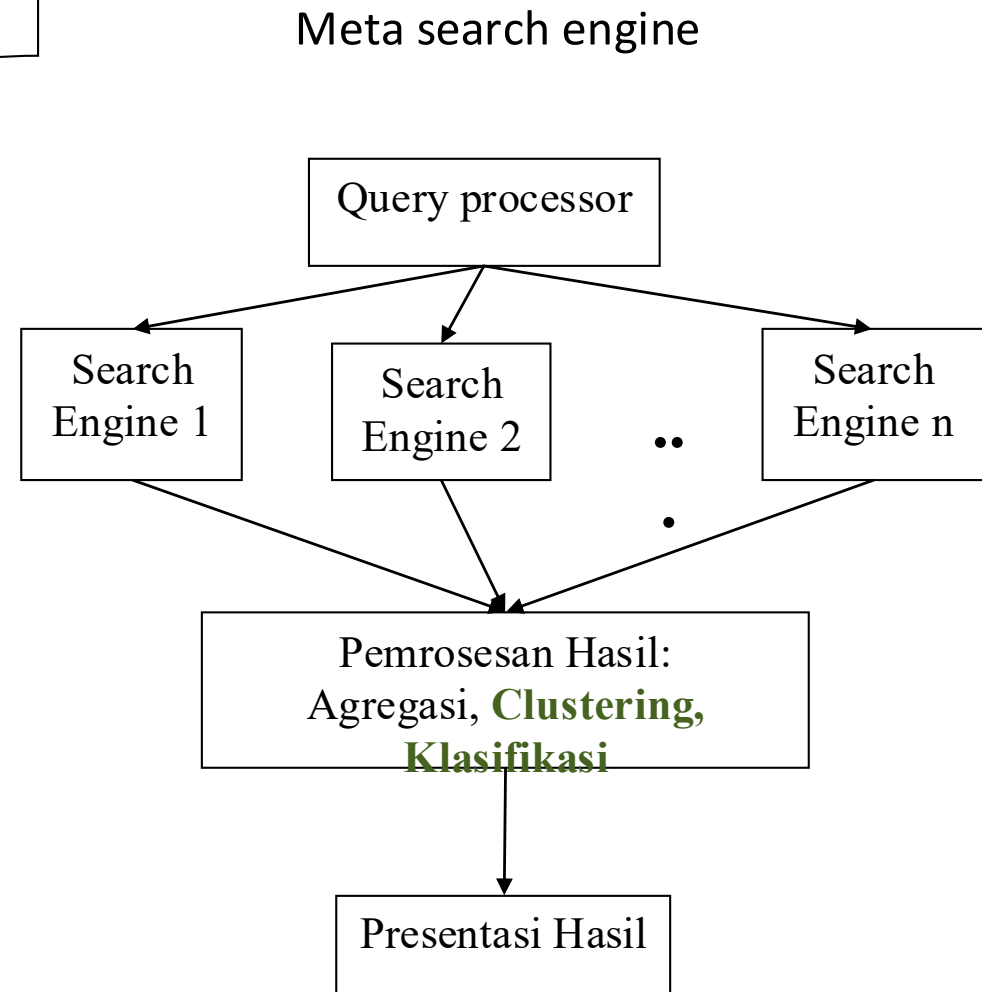 Meta search engine
Query processor
Search
Engine 1
Search
Engine 2
..
.
Search
Engine n
Pemrosesan Hasil:
Agregasi, Clustering,
Klasifikasi
Presentasi Hasil